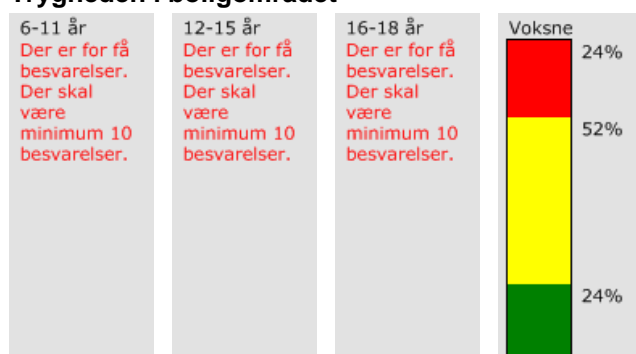 Trygheden i boligområdet
6-11 år
Der er for få
besvarelser.
Der skal
være
minimum 10
besvarelser.
12-15 år
Der er for få
besvarelser.
Der skal
være
minimum 10
besvarelser.
16-18 år
Der er for få
besvarelser.
Der skal
være
minimum 10
besvarelser.
Voksne
24%
52%
24%